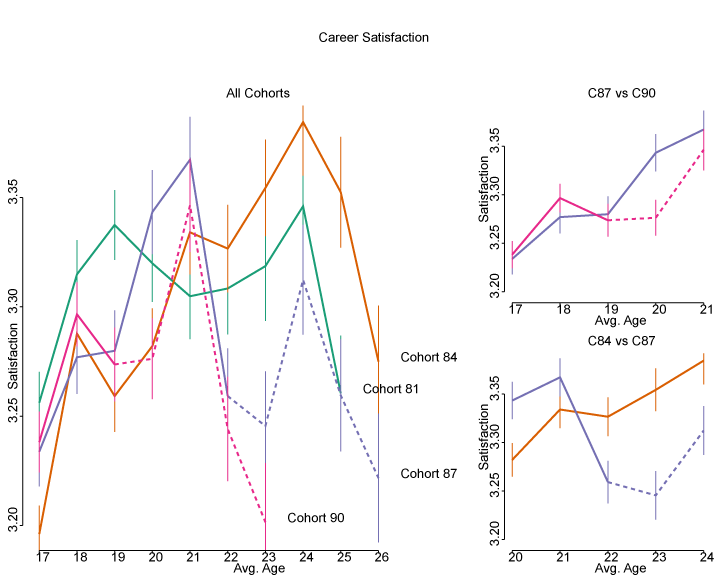 Career Satisfaction
All Cohorts
Satisfaction
3.35
3.30
3.25
3.20
17 18 19 20 21 22 23 24 25 26
Avg. Age
Cohort 84
Cohort 81
Cohort 87
Cohort 90
C87 vs C90
Satisfaction
3.35
3.30
3.25
3.20
17 18 19 20 21
Avg. Age
C84 vs C87
Satisfaction
3.35
3.30
3.25
3.20
20 21 22 23 24
Avg. Age